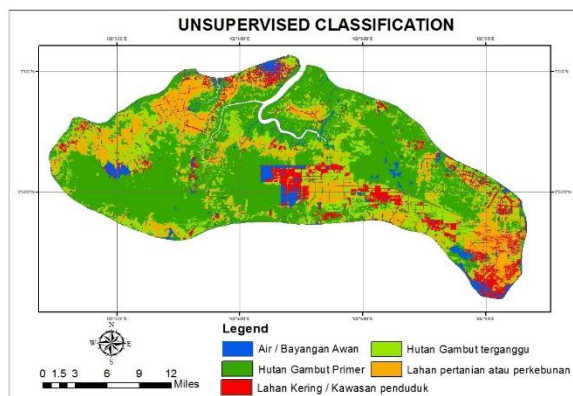 UNSUPERVISED CLASSIFICATION
N
W E
S
0 1.5 3 6 9 12
Miles
Legend
Air / Bayangan Awan
Hutan Gambut terganggu
Hutan Gambut Primer
Lahan pertanian atau perkebunan
Lahan Kering / Kawasan penduduk